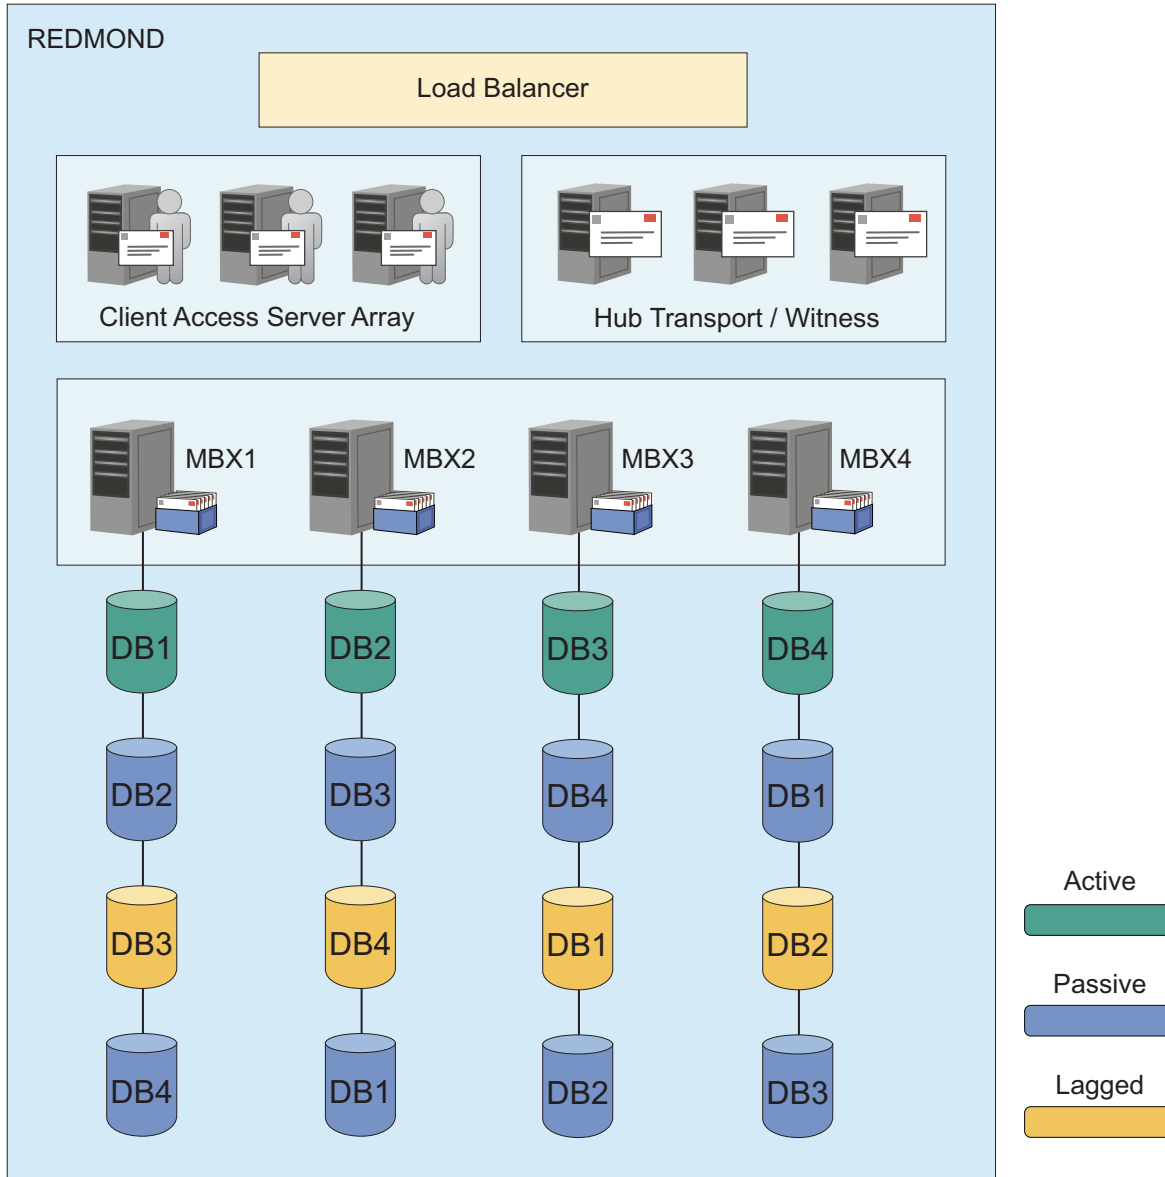 REDMOND
Load Balancer
Client Access Server Array
Hub Transport / Witness
MBX1
MBX2
MBX3
MBX4
DB1
DB2
DB3
DB4
DB2
DB3
DB4
DB1
DB3
DB4
DB1
DB2
DB4
DB1
DB2
DB3
Active
Passive
Lagged